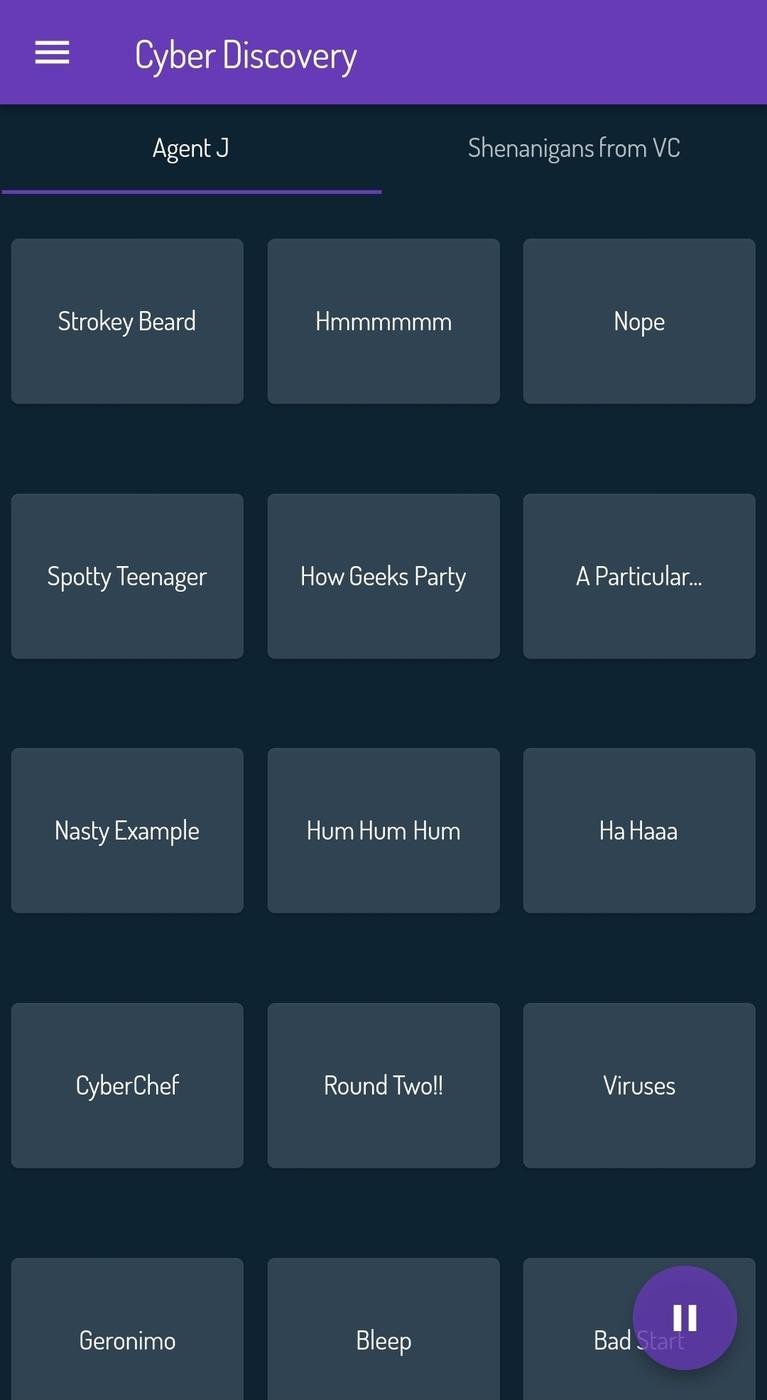 Cyber Discovery
Agent J
Shenanigans from VC
Strokey Beard
Hmmmmmm
Nope
Spotty Teenager
How Geeks Party
A Particular...
Nasty Example
Hum Hum Hum
Ha Haaa
CyberChef
Round Two!!
Viruses
Geronimo
Bleep
Bad Start